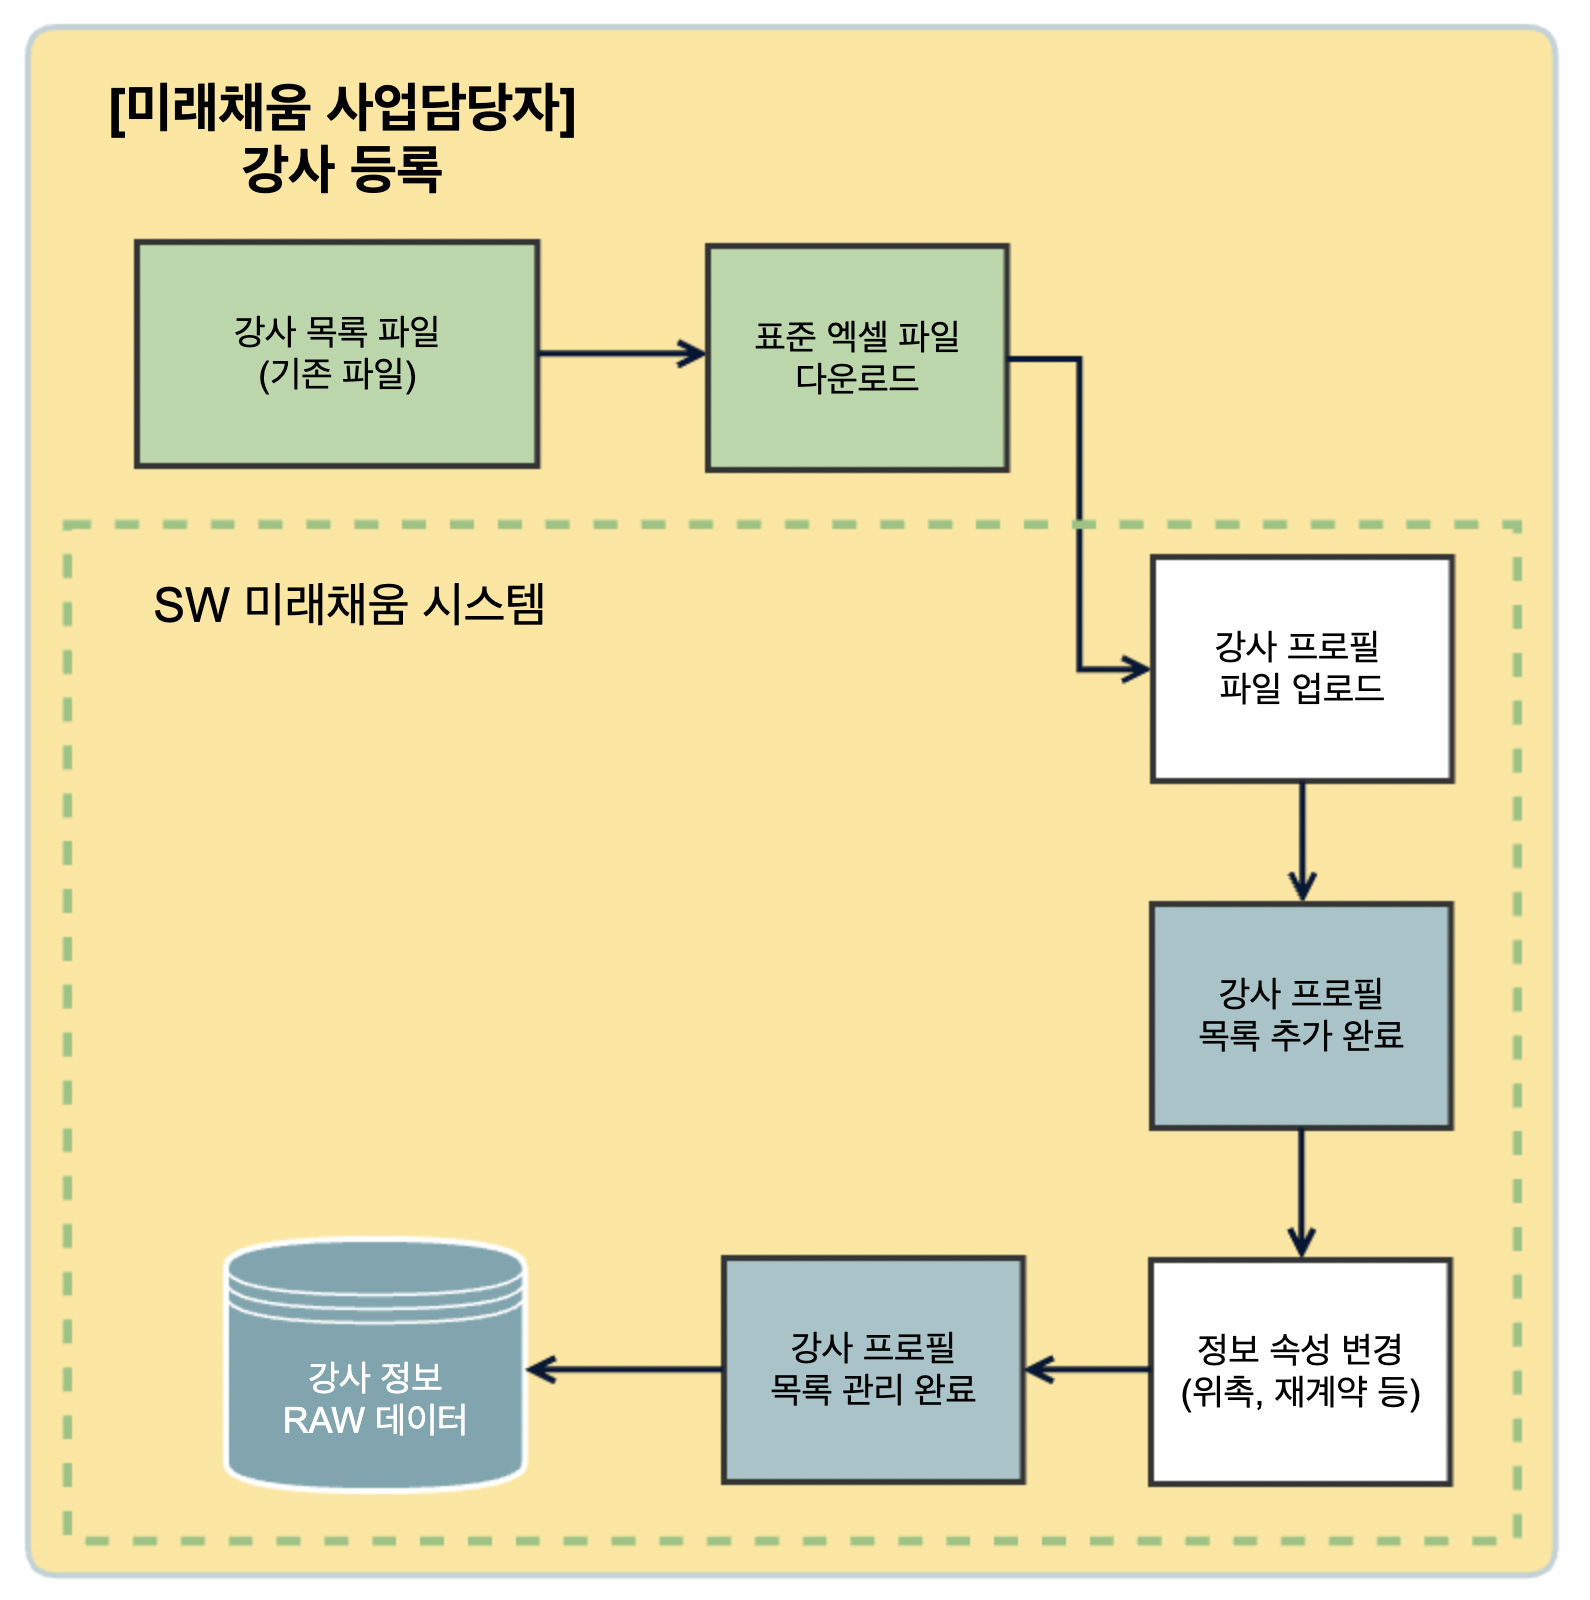 [미래채움 사업담당자]
강사 등록
강사 목록 파일
(기존 파일)
표준 엑셀 파일
다운로드
SW 미래채움 시스템
강사 프로필
파일 업로드
강사 프로필
목록 추가 완료
정보 속성 변경
(위촉, 재계약 등)
강사 프로필
목록 관리 완료
강사 정보
RAW 데이터